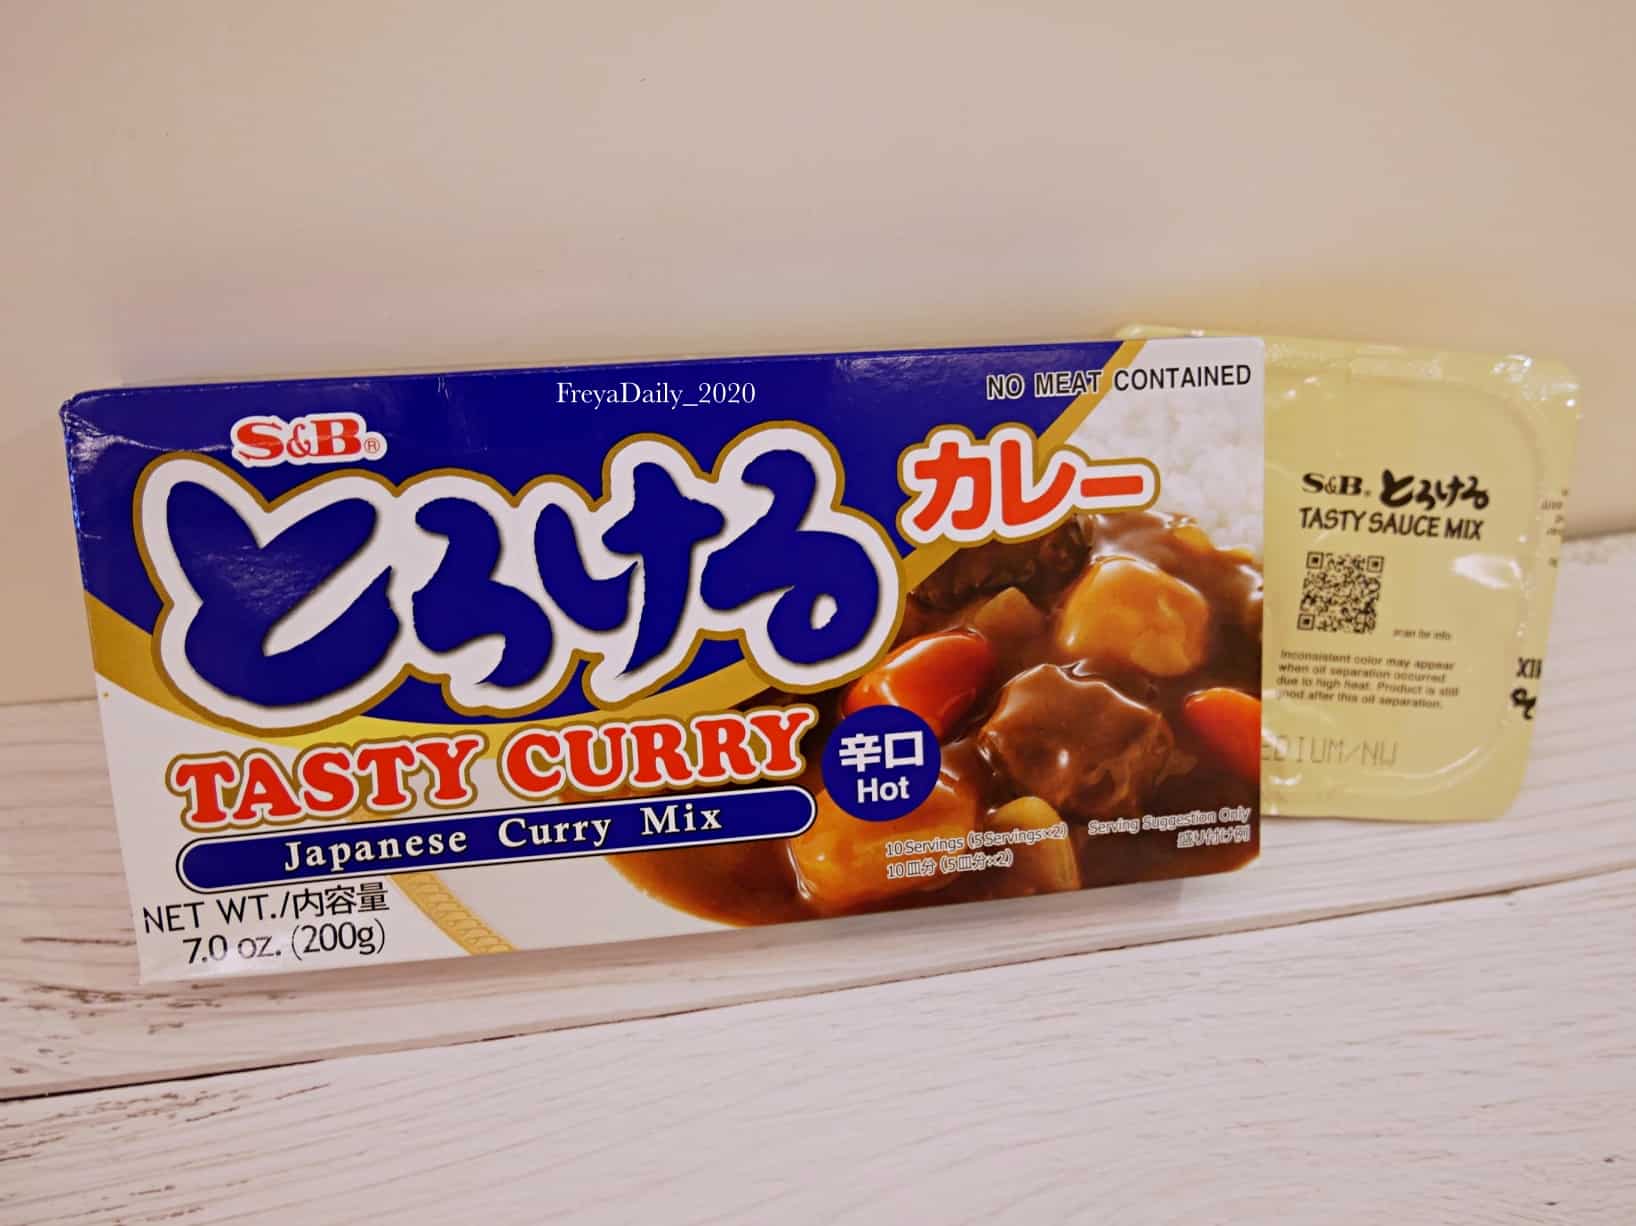 FreyaDaily_2020
NO MEAT CONTAINED
S&B®
とろける
カレー
TASTY CURRY
辛口
Hot
Japanese Curry Mix
10 Servings (5 Servings×2)
10皿分 (5皿分×2)
Serving Suggestion Only
盛り付け例
NET WT./内容量
7.0 oz. (200g)
S&B® とろける
TASTY SAUCE MIX
scan for info
Inconsistent color may appear
when oil separation occurred
due to high heat. Product is still
good after this oil separation.
EDIUM/NW